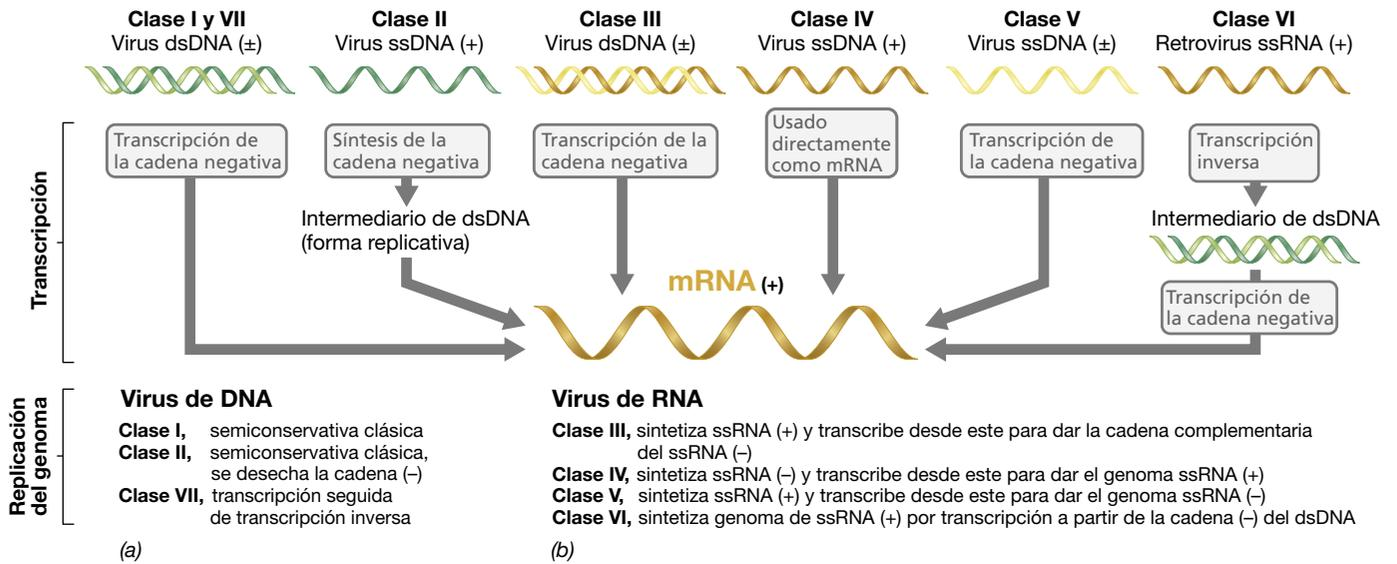 Clase I y VII
Virus dsDNA (±)
Clase II
Virus ssDNA (+)
Clase III
Virus dsDNA (±)
Clase IV
Virus ssDNA (+)
Clase V
Virus ssDNA (±)
Clase VI
Retrovirus ssRNA (+)
Transcripción
Transcripción de
la cadena negativa
Síntesis de la
cadena negativa
Transcripción de la
cadena negativa
Usado
directamente
como mRNA
Transcripción de
la cadena negativa
Transcripción
inversa
Intermediario de dsDNA
(forma replicativa)
Intermediario de dsDNA
Transcripción de
la cadena negativa
mRNA (+)
Replicación
del genoma
Virus de DNA
Clase I, semiconservativa clásica
Clase II, semiconservativa clásica,
se desecha la cadena (–)
Clase VII, transcripción seguida
de transcripción inversa
(a)
Virus de RNA
Clase III, sintetiza ssRNA (+) y transcribe desde este para dar la cadena complementaria
del ssRNA (–)
Clase IV, sintetiza ssRNA (–) y transcribe desde este para dar el genoma ssRNA (+)
Clase V, sintetiza ssRNA (+) y transcribe desde este para dar el genoma ssRNA (–)
Clase VI, sintetiza genoma de ssRNA (+) por transcripción a partir de la cadena (–) del dsDNA
(b)